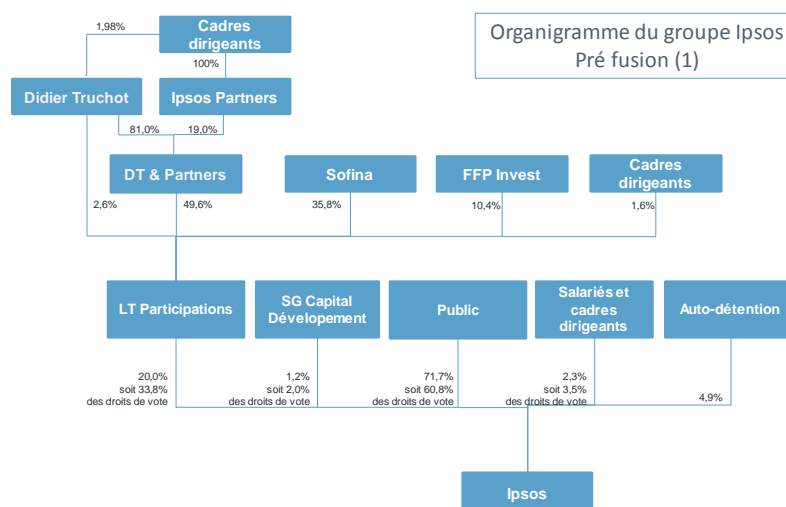 Organigramme du groupe Ipsos
Pré fusion (1)
1,98%
Cadres
dirigeants
100%
Didier Truchot
Ipsos Partners
81,0%
19,0%
DT & Partners
Sofina
FFP Invest
Cadres
dirigeants
2,6%
49,6%
35,8%
10,4%
1,6%
LT Participations
SG Capital
Dévelopement
Public
Salariés et
cadres
dirigeants
Auto-détention
20,0%
soit 33,8%
des droits de vote
1,2%
soit 2,0%
des droits de vote
71,7%
soit 60,8%
des droits de vote
2,3%
soit 3,5%
des droits de vote
4,9%
Ipsos